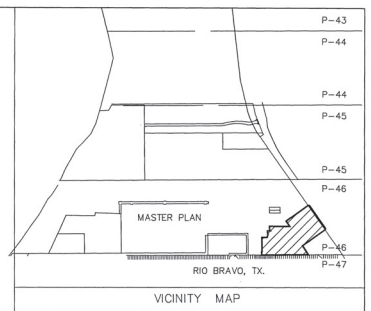 P-43
P-44
P-44
P-45
P-45
P-46
MASTER PLAN
P-46
P-47
RIO BRAVO, TX.
VICINITY MAP